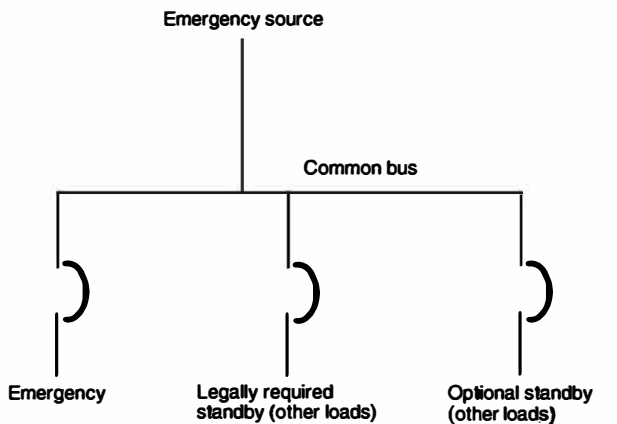 Emergency source
Common bus
Emergency
Legally required
standby (other loads)
Optional standby
(other loads)